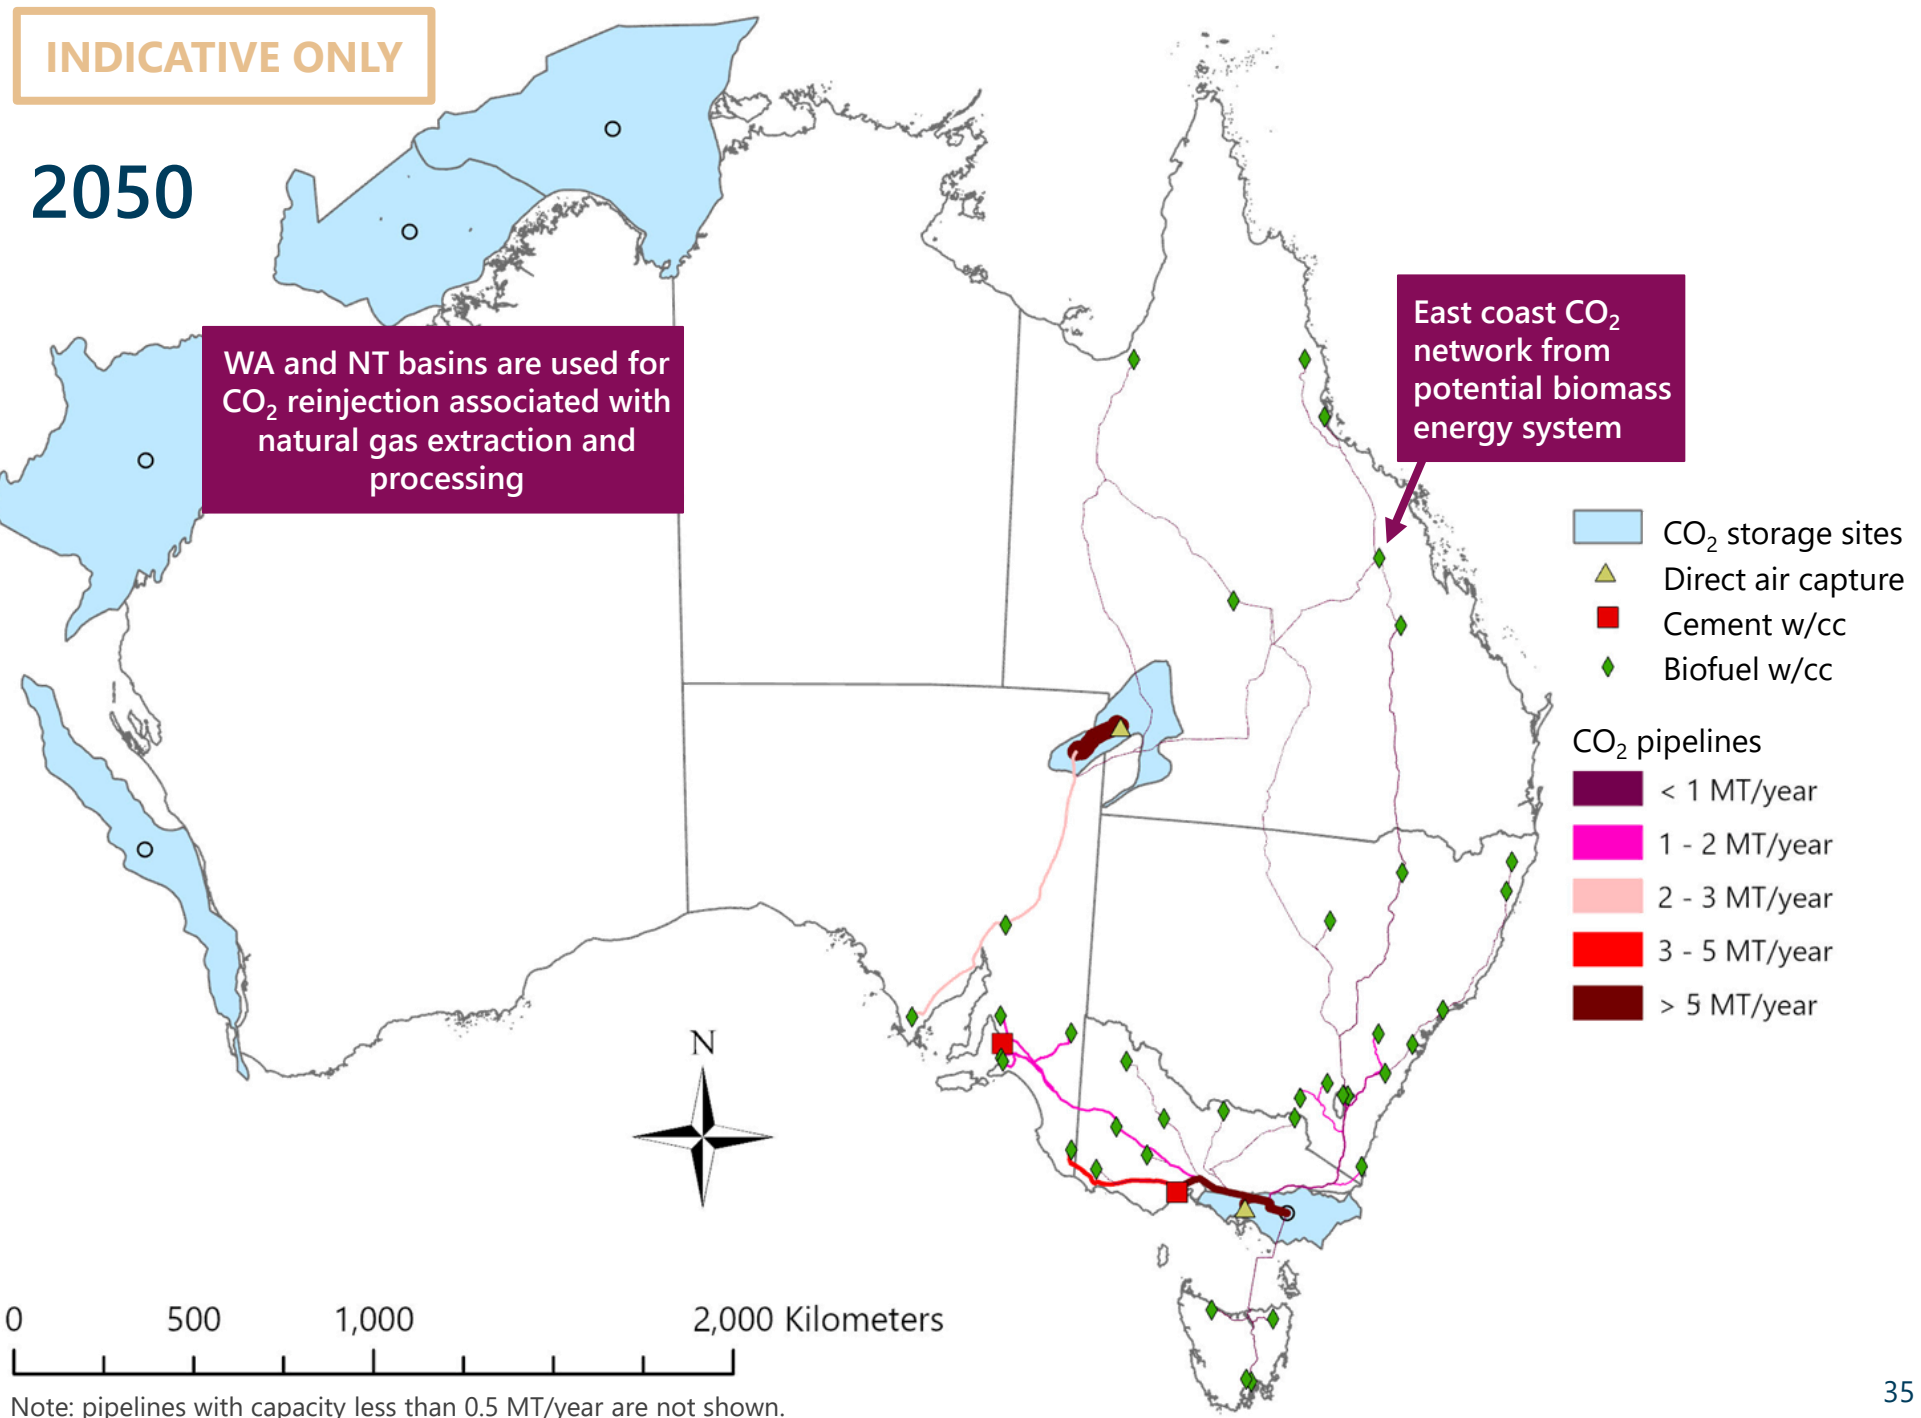 INDICATIVE ONLY
2050
WA and NT basins are used for
CO₂ reinjection associated with
natural gas extraction and
processing
East coast CO₂
network from
potential biomass
energy system
CO₂ storage sites
Direct air capture
Cement w/cc
Biofuel w/cc
CO₂ pipelines
< 1 MT/year
1 - 2 MT/year
2 - 3 MT/year
3 - 5 MT/year
> 5 MT/year
N
0 500 1,000 2,000 Kilometers
Note: pipelines with capacity less than 0.5 MT/year are not shown.
35